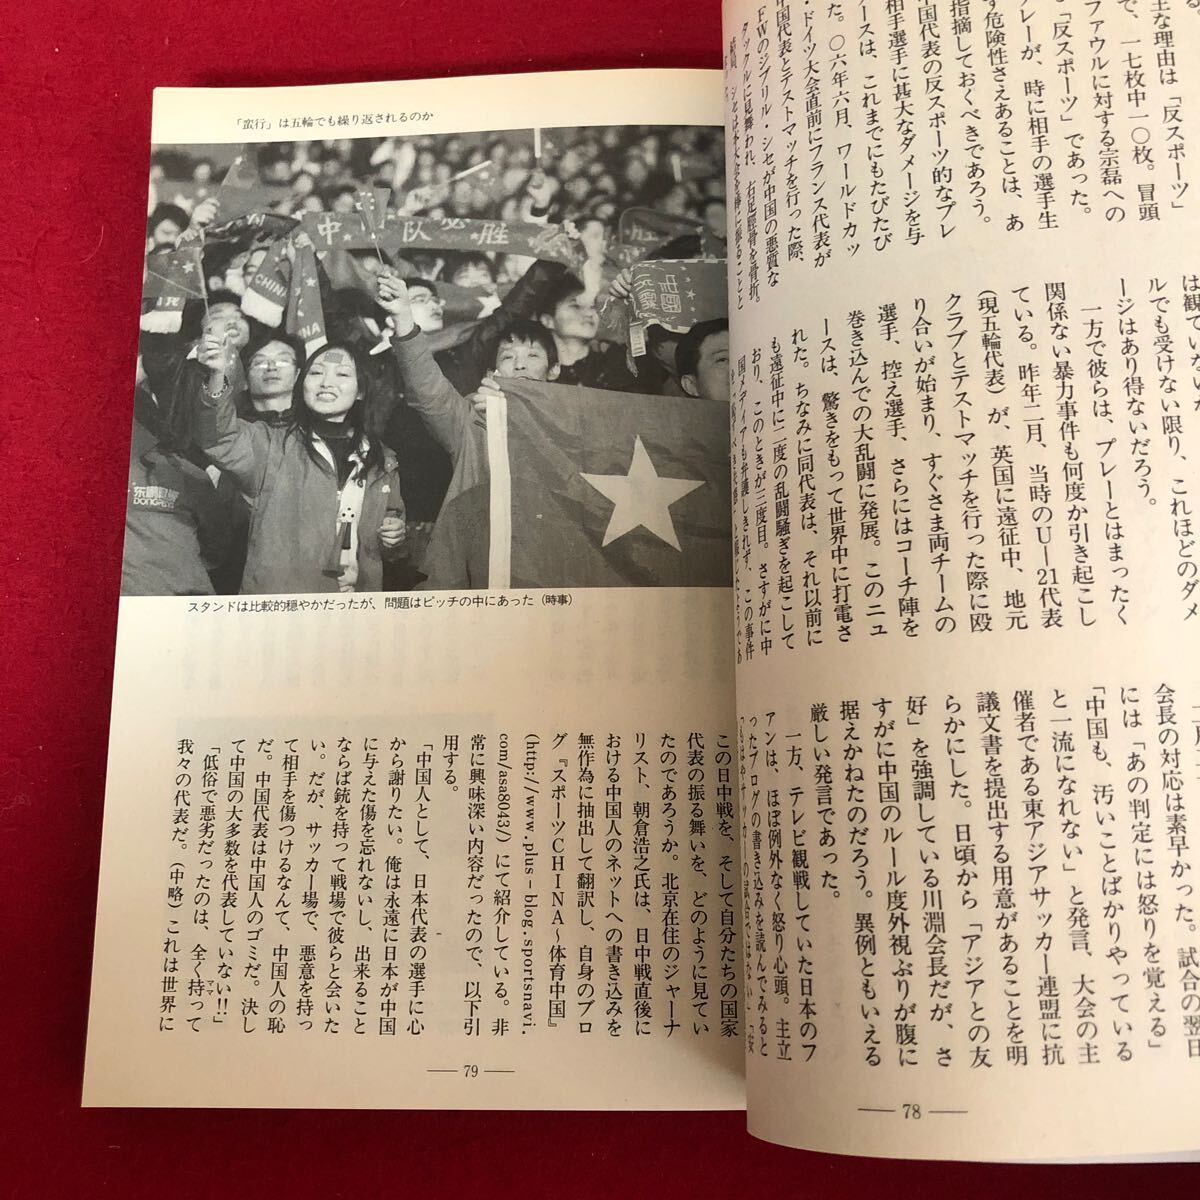 主な理由は「反スポーツ」
で、一七枚中一〇枚。冒頭
ファウルに対する宗磊への
「反スポーツ」であった。
プレーが、時に相手の選手生
す危険性さえあることは、あ
指摘しておくべきであろう。
中国代表の反スポーツ的なプレ
相手選手に甚大なダメージを与
ースは、これまでにもたびたび
た。〇六年六月、ワールドカッ
・ドイツ大会直前にフランス代表が
中国代表とテストマッチを行った際、
FWのジブリル・シセが中国の悪質な
タックルに見舞われ、右足脛骨を骨折。
は観ていないが
ルでも受けない限り、これほどのダメ
ージはあり得ないだろう。
一方で彼らは、プレーとはまったく
関係ない暴力事件も何度か引き起こし
ている。昨年二月、当時のU—21代表
(現五輪代表)が、英国に遠征中、地元
クラブとテストマッチを行った際に殴
り合いが始まり、すぐさま両チームの
選手、控え選手、さらにはコーチ陣を
巻き込んでの大乱闘に発展。このニュ
ースは、驚きをもって世界中に打電さ
れた。ちなみに同代表は、それ以前に
も遠征中に二度の乱闘騒ぎを起こして
おり、このときが三度目。さすがに中
国メディアも弁護しきれず、この事件
会長の対応は素早かった。試合の翌日
には「あの判定には怒りを覚える」
「中国も、汚いことばかりやっている
と一流になれない」と発言、大会の主
催者である東アジアサッカー連盟に抗
議文書を提出する用意があることを明
らかにした。日頃から「アジアとの友
好」を強調している川淵会長だが、さ
すがに中国のルール度外視ぶりが腹に
据えかねたのだろう。異例ともいえる
厳しい発言であった。
一方、テレビ観戦していた日本のフ
アンは、ほぼ例外なく怒り心頭。主立
ったブログの書き込みを読んでみると
— 78 —
「蛮行」は五輪でも繰り返されるのか
中 队必胜
CHINA
东鹏
DONGPENG
スタンドは比較的穏やかだったが、問題はピッチの中にあった(時事)
この日中戦を、そして自分たちの国家
代表の振る舞いを、どのように見てい
たのであろうか。北京在住のジャーナ
リスト、朝倉浩之氏は、日中戦直後に
おける中国人のネットへの書き込みを
無作為に抽出して翻訳し、自身のブロ
グ『スポーツCHINA〜体育中国』
(http://www.plus-blog.sportsnavi.
com/asa8043/)にて紹介している。非
常に興味深い内容だったので、以下引
用する。
「中国人として、日本代表の選手に心
から謝りたい。俺は永遠に日本が中国
に与えた傷を忘れないし、出来ること
ならば銃を持って戦場で彼らと会いた
い。だが、サッカー場で、悪意を持っ
て相手を傷つけるなんて、中国人の恥
だ。中国代表は中国人のゴミだ。決し
て中国の大多数を代表していない!!」
「低俗で悪劣だったのは、全く持って
ママ
我々の代表だ。(中略)これは世界に
— 79 —